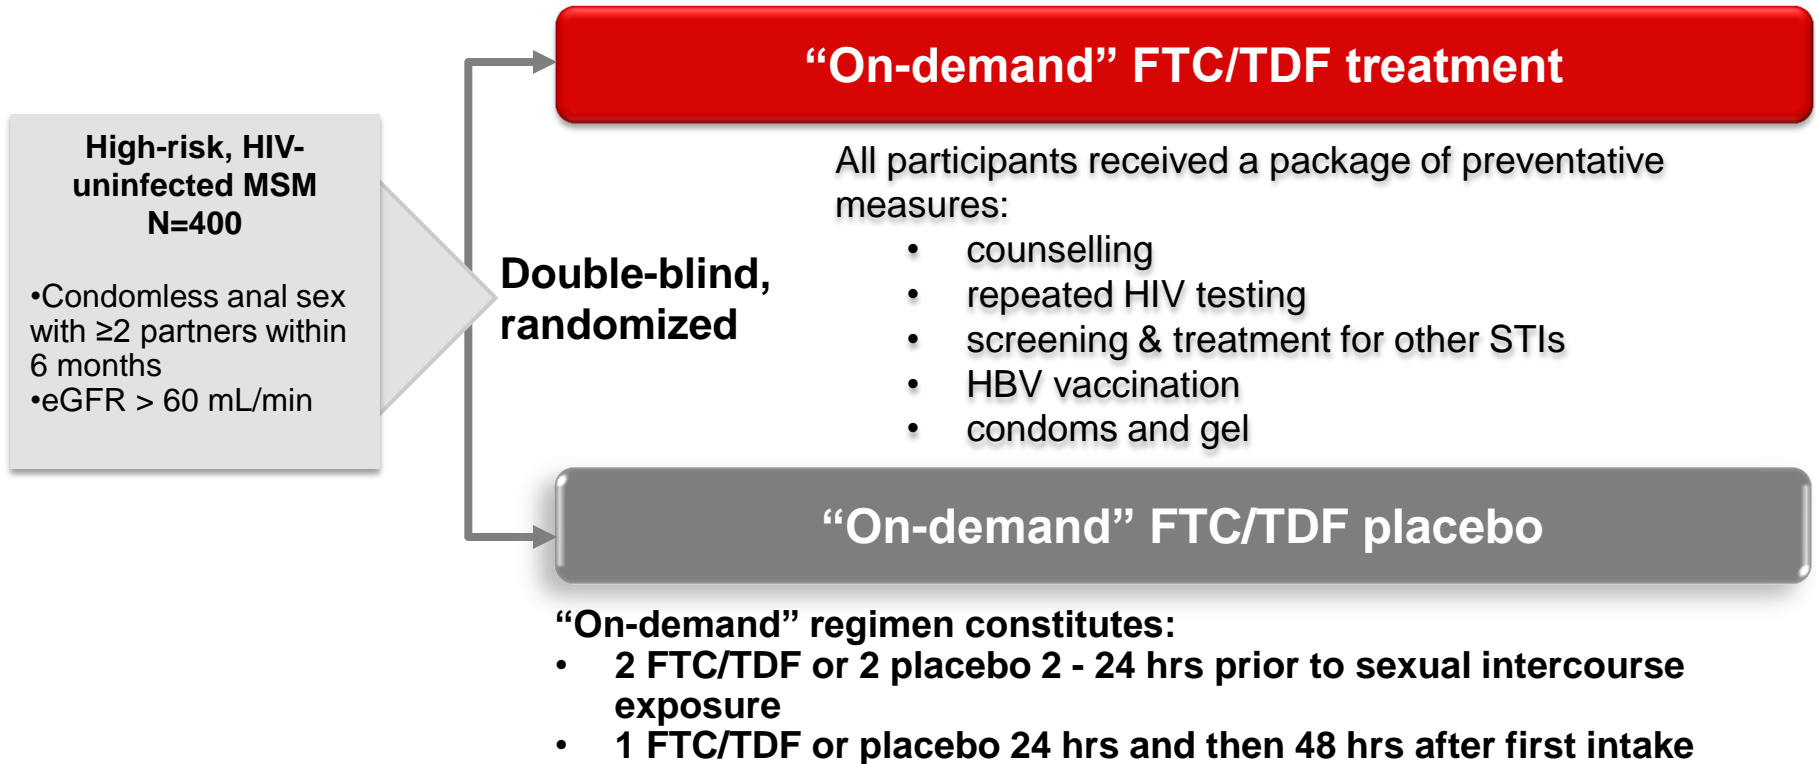 “On-demand” FTC/TDF treatment
High-risk, HIV-
uninfected MSM
N=400
•Condomless anal sex
with ≥2 partners within
6 months
•eGFR > 60 mL/min
Double-blind,
randomized
All participants received a package of preventative
measures:
• counselling
• repeated HIV testing
• screening & treatment for other STIs
• HBV vaccination
• condoms and gel
“On-demand” FTC/TDF placebo
“On-demand” regimen constitutes:
• 2 FTC/TDF or 2 placebo 2 - 24 hrs prior to sexual intercourse
exposure
• 1 FTC/TDF or placebo 24 hrs and then 48 hrs after first intake